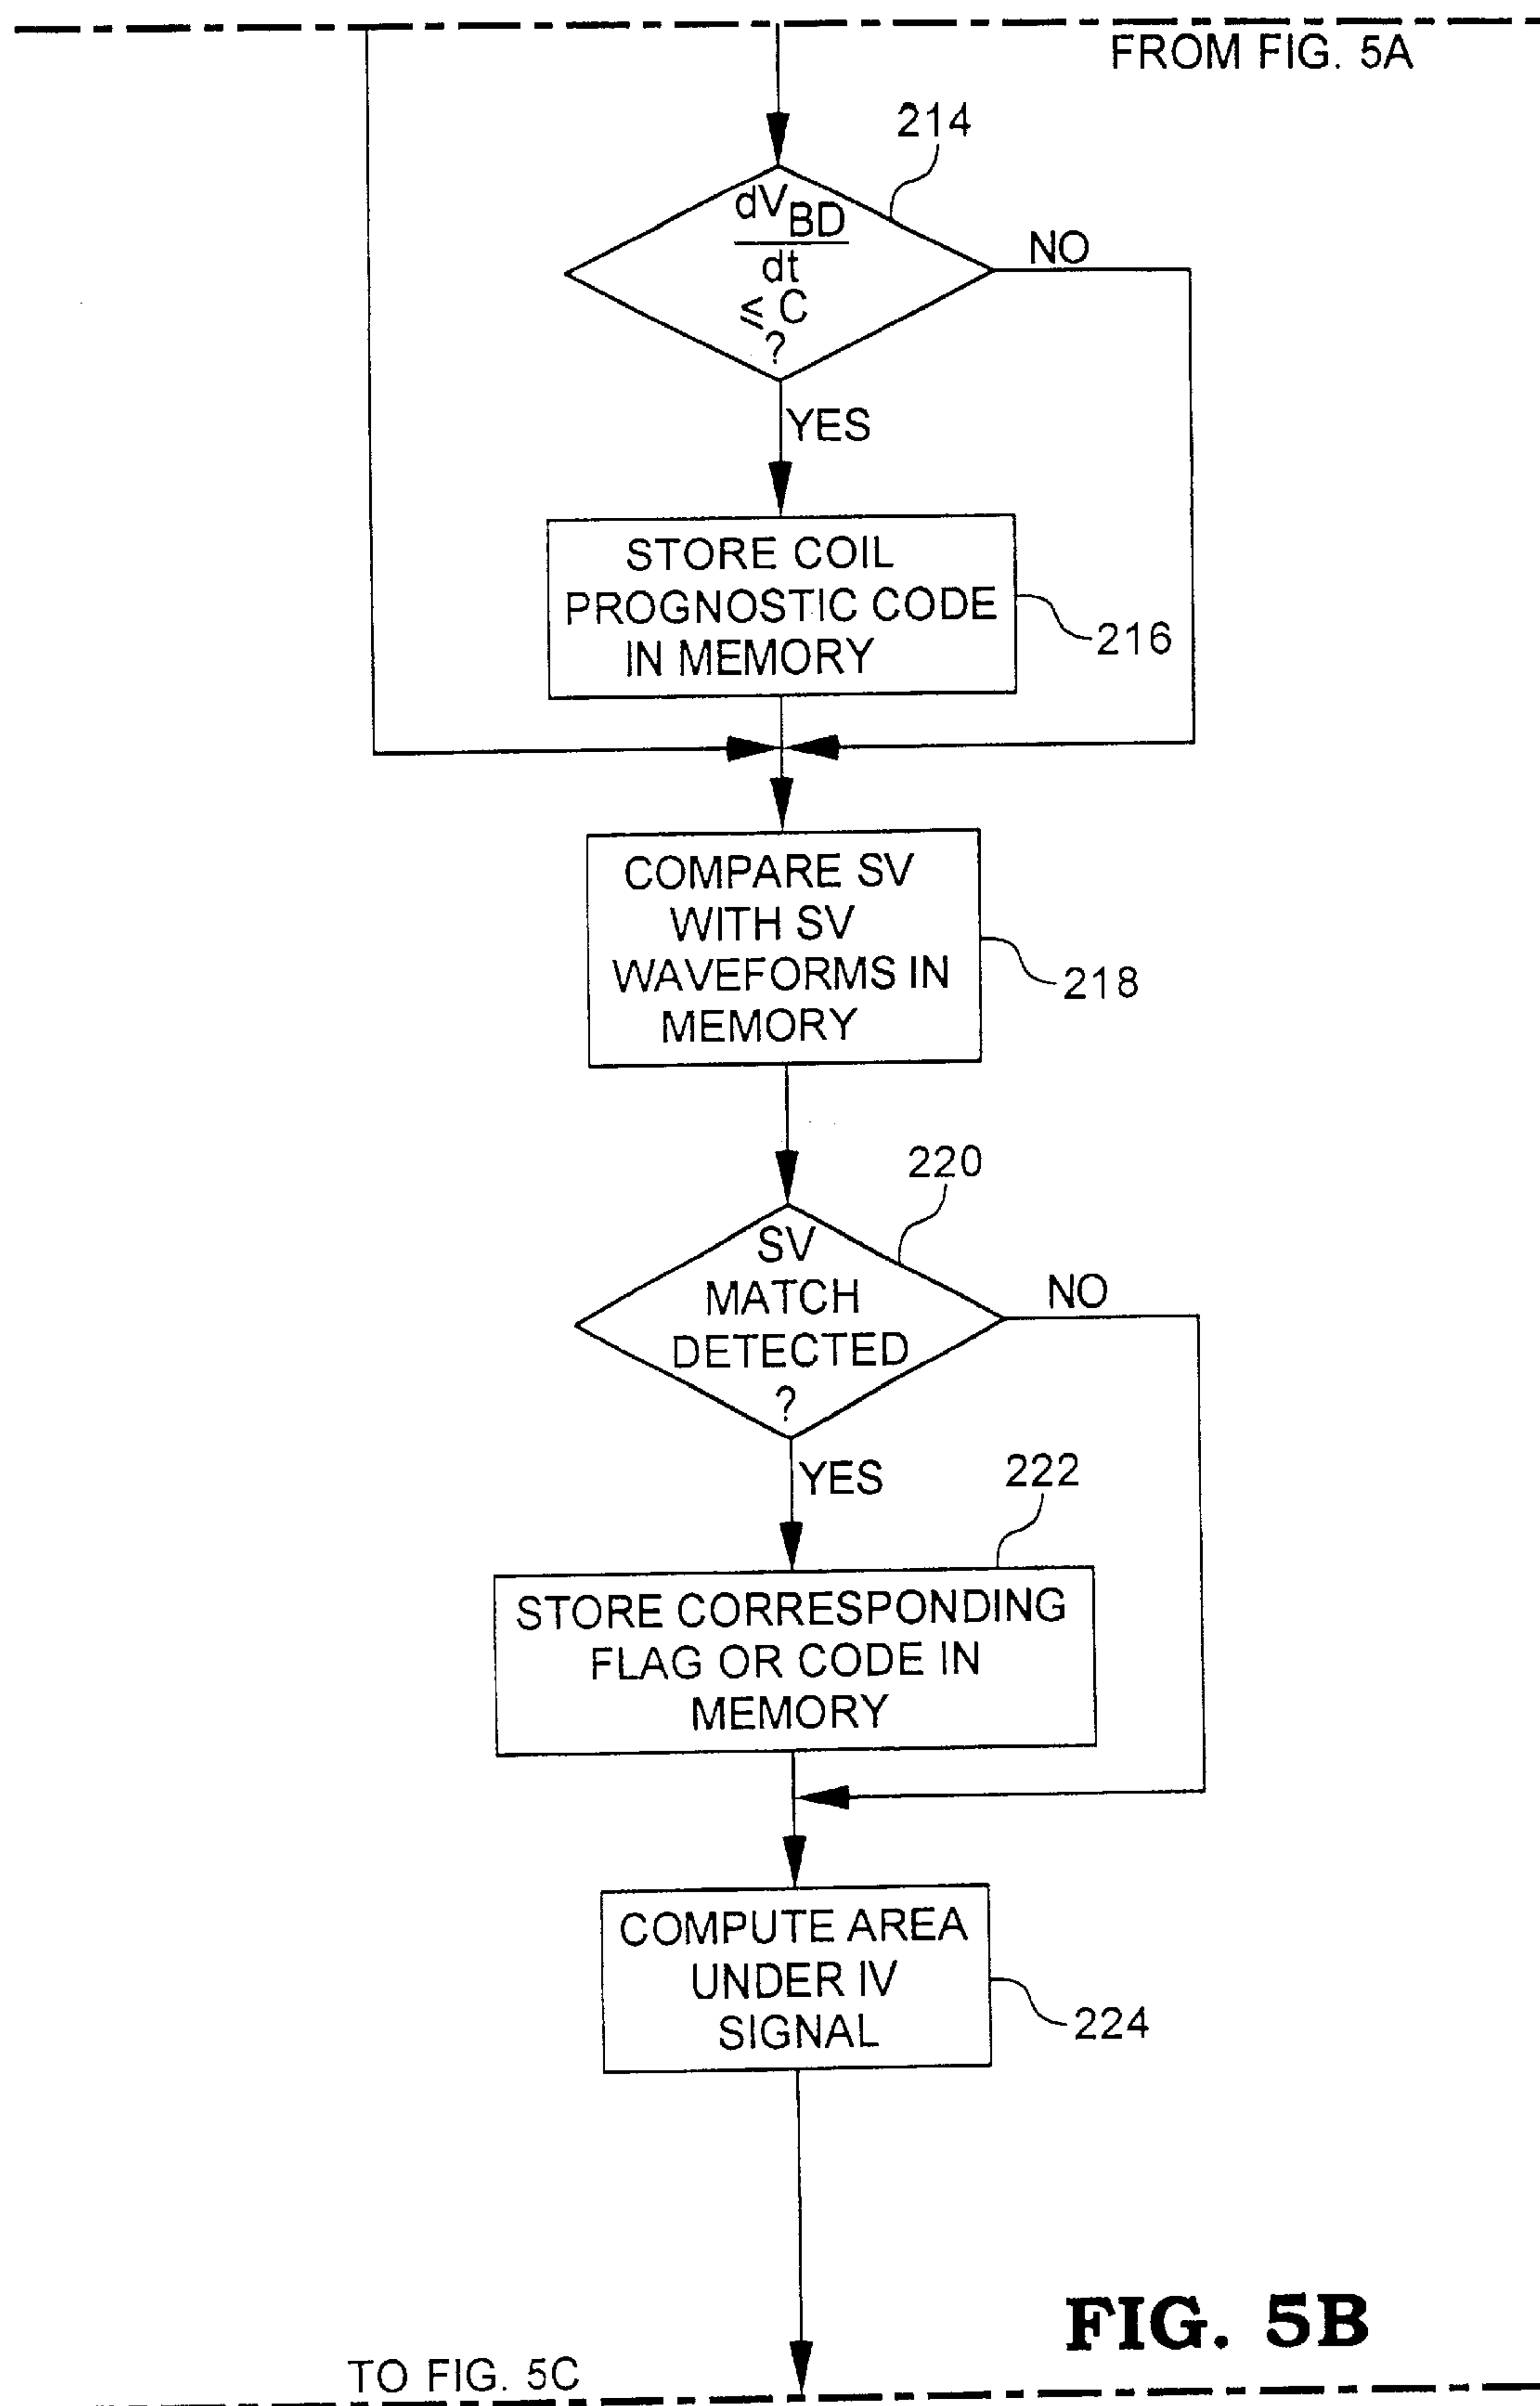 FROM FIG. 5A
214
dV_BD
dt
≤ C
?
NO
YES
STORE COIL
PROGNOSTIC CODE
IN MEMORY
216
COMPARE SV
WITH SV
WAVEFORMS IN
MEMORY
218
220
SV
MATCH
DETECTED
?
NO
YES
222
STORE CORRESPONDING
FLAG OR CODE IN
MEMORY
COMPUTE AREA
UNDER IV
SIGNAL
224
FIG. 5B
TO FIG. 5C